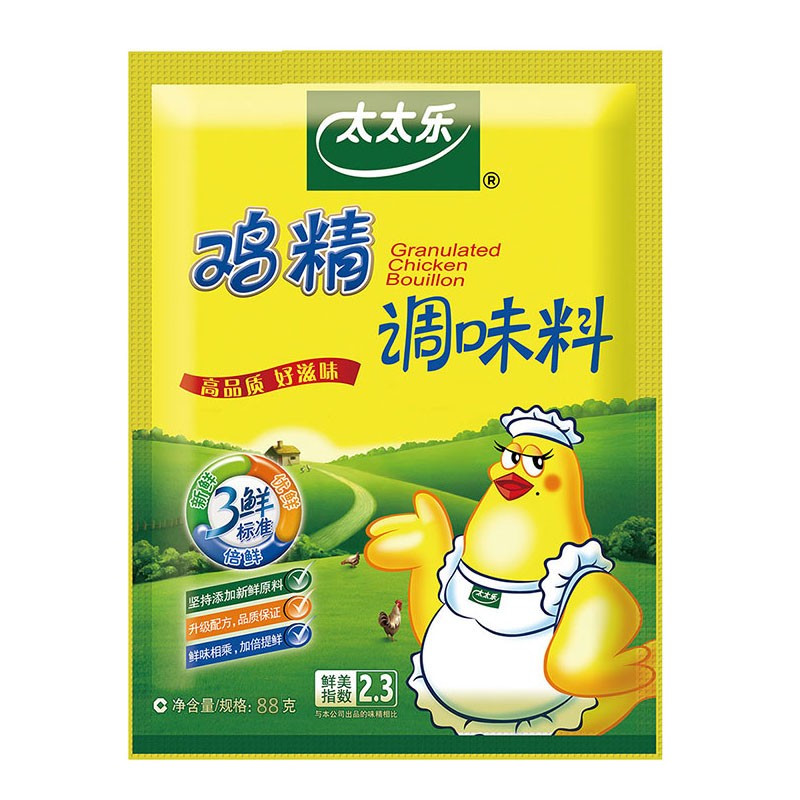 太太乐
®
鸡精
Granulated
Chicken
Bouillon
调味料
高品质 好滋味
新鲜
优鲜
3鲜
标准
倍鲜
坚持添加新鲜原料
升级配方，品质保证
鲜味相乘，加倍提鲜
太太乐
净含量/规格: 88克
鲜美
指数
2.3
与本公司出品的味精相比